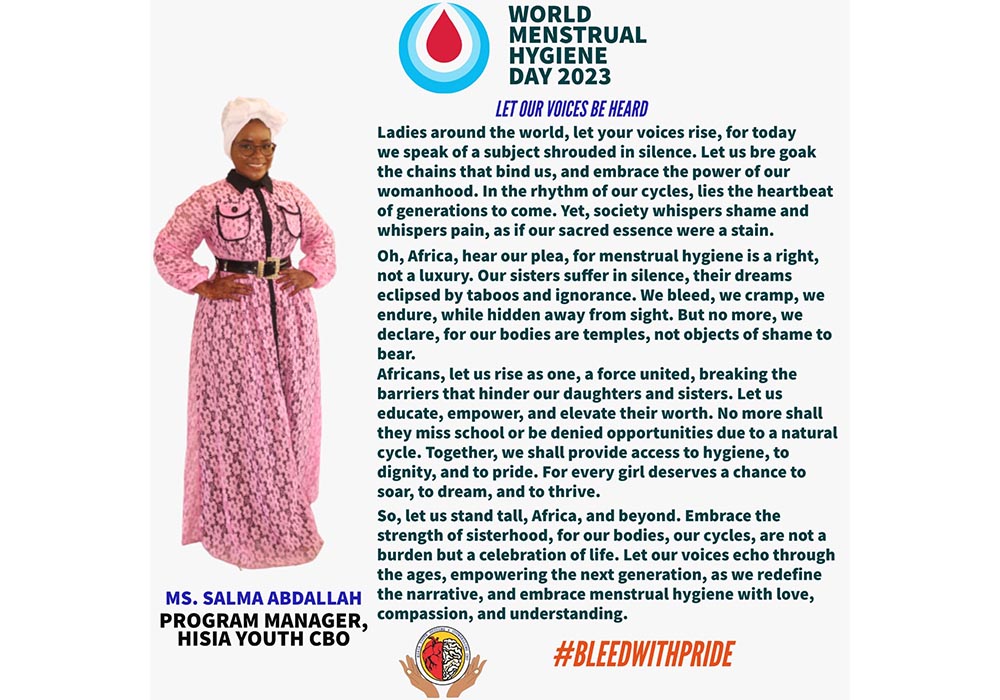 WORLD
MENSTRUAL
HYGIENE
DAY 2023
LET OUR VOICES BE HEARD
Ladies around the world, let your voices rise, for today
we speak of a subject shrouded in silence. Let us bre goak
the chains that bind us, and embrace the power of our
womanhood. In the rhythm of our cycles, lies the heartbeat
of generations to come. Yet, society whispers shame and
whispers pain, as if our sacred essence were a stain.
Oh, Africa, hear our plea, for menstrual hygiene is a right,
not a luxury. Our sisters suffer in silence, their dreams
eclipsed by taboos and ignorance. We bleed, we cramp, we
endure, while hidden away from sight. But no more, we
declare, for our bodies are temples, not objects of shame to
bear.
Africans, let us rise as one, a force united, breaking the
barriers that hinder our daughters and sisters. Let us
educate, empower, and elevate their worth. No more shall
they miss school or be denied opportunities due to a natural
cycle. Together, we shall provide access to hygiene, to
dignity, and to pride. For every girl deserves a chance to
soar, to dream, and to thrive.
So, let us stand tall, Africa, and beyond. Embrace the
strength of sisterhood, for our bodies, our cycles, are not a
burden but a celebration of life. Let our voices echo through
the ages, empowering the next generation, as we redefine
the narrative, and embrace menstrual hygiene with love,
compassion, and understanding.
MS. SALMA ABDALLAH
PROGRAM MANAGER,
HISIA YOUTH CBO
#BLEEDWITHPRIDE